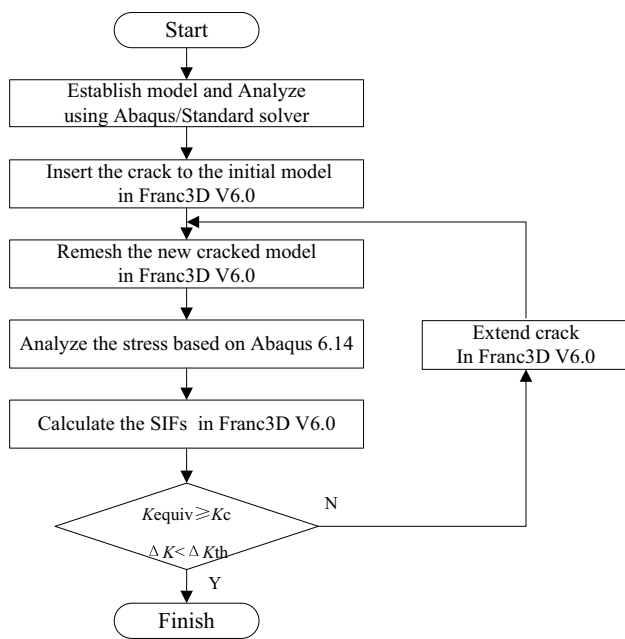 Start
Establish model and Analyze
using Abaqus/Standard solver
Insert the crack to the initial model
in Franc3D V6.0
Remesh the new cracked model
in Franc3D V6.0
Analyze the stress based on Abaqus 6.14
Extend crack
In Franc3D V6.0
Calculate the SIFs in Franc3D V6.0
Kequiv≥Kc
ΔK<ΔKth
N
Y
Finish